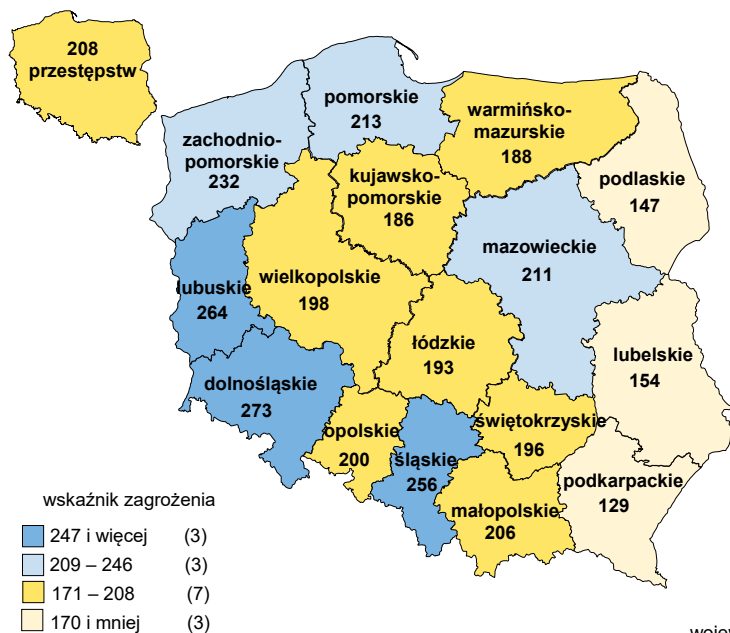 208
przestępstw
pomorskie
213
warmińsko-
mazurskie
188
zachodnio-
pomorskie
232
kujawsko-
pomorskie
186
podlaskie
147
mazowieckie
211
lubuskie
264
wielkopolskie
198
łódzkie
193
lubelskie
154
dolnośląskie
273
opolskie
200
śląskie
256
świętokrzyskie
196
małopolskie
206
podkarpackie
129
wskaźnik zagrożenia
247 i więcej (3)
209 – 246 (3)
171 – 208 (7)
170 i mniej (3)